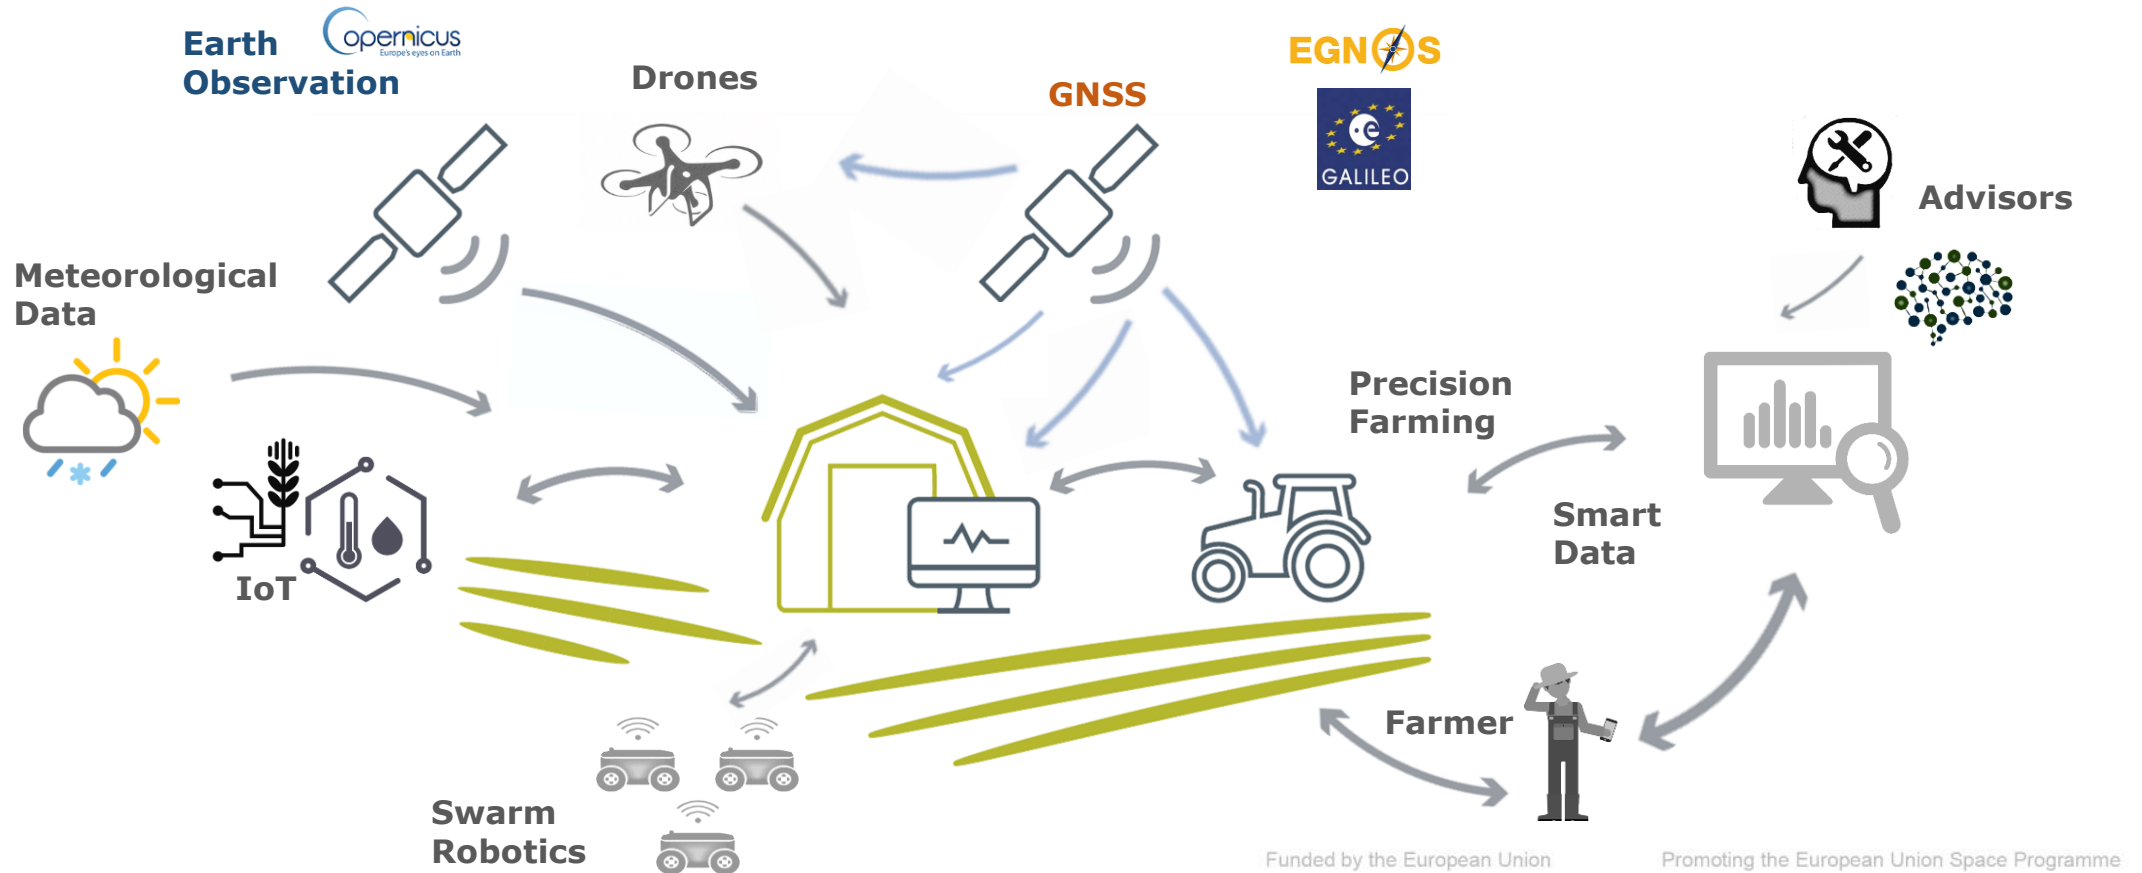 Earth
Observation
opernicus
Europe's eyes on Earth
Drones
GNSS
EGNOS
GALILEO
Advisors
Meteorological
Data
Precision
Farming
Smart
Data
IoT
Farmer
Swarm
Robotics
Funded by the European Union
Promoting the European Union Space Programme